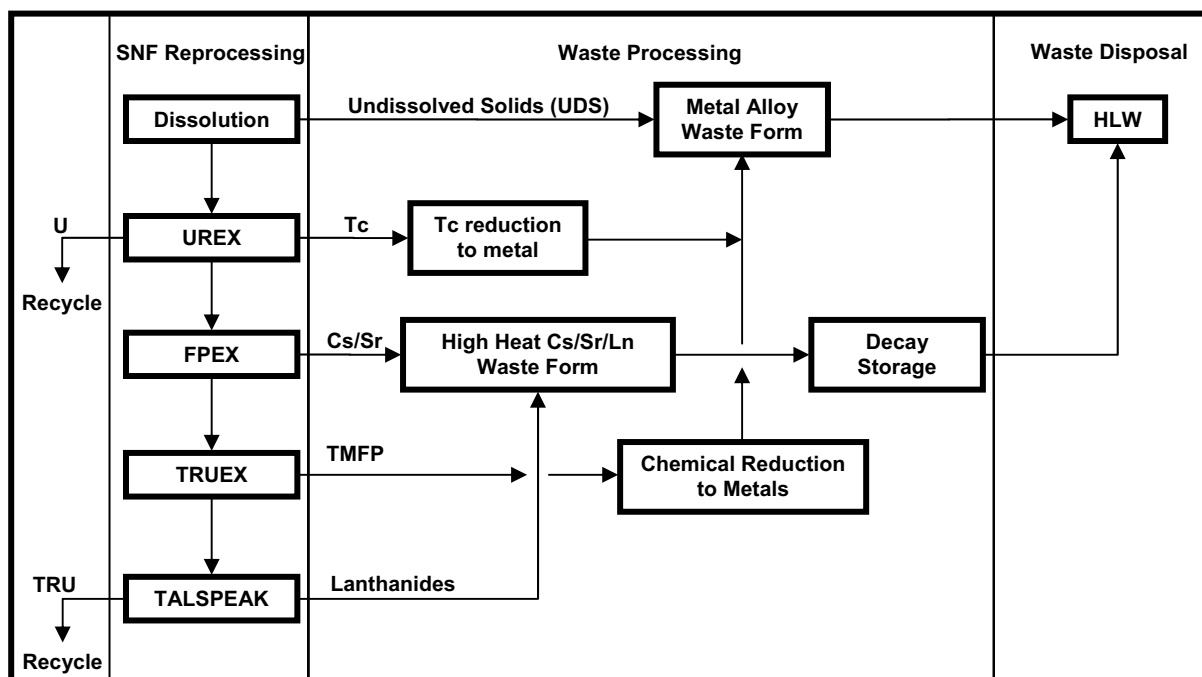 SNF Reprocessing
Waste Processing
Waste Disposal
Dissolution
Undissolved Solids (UDS)
Metal Alloy
Waste Form
HLW
U
UREX
Tc
Tc reduction
to metal
Recycle
FPEX
Cs/Sr
High Heat Cs/Sr/Ln
Waste Form
Decay
Storage
TRUEX
TMFP
Chemical Reduction
to Metals
TRU
TALSPEAK
Lanthanides
Recycle